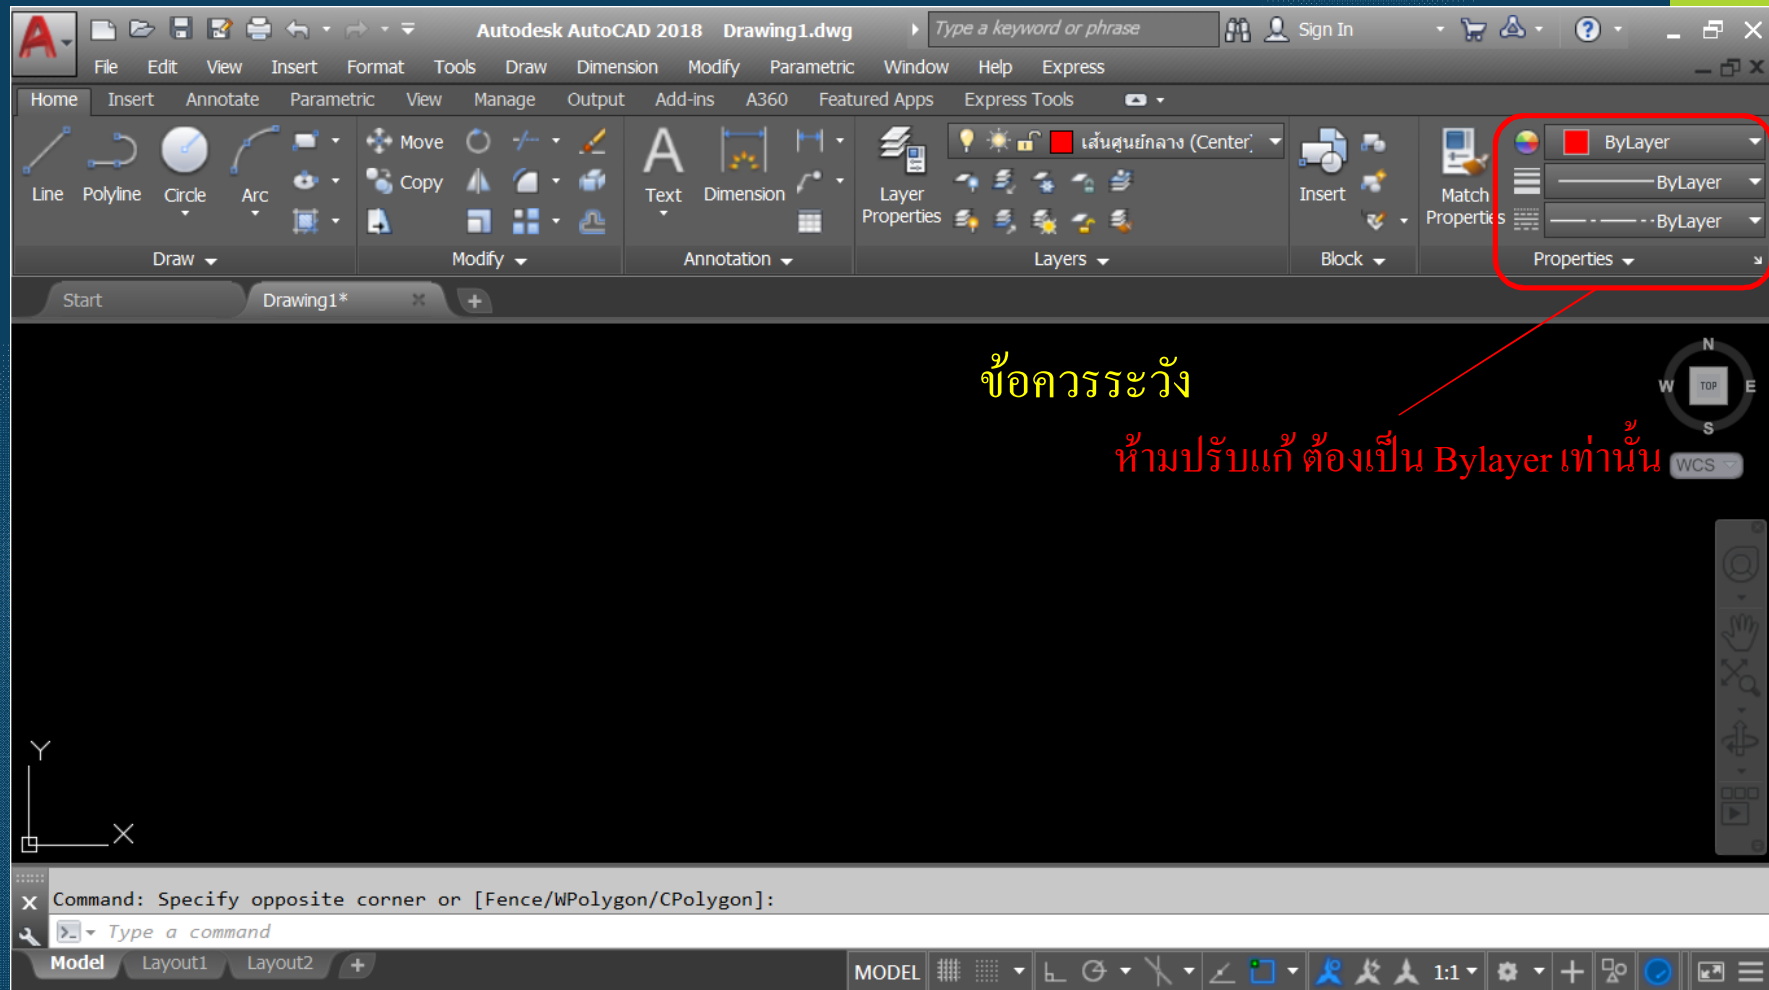 Autodesk AutoCAD 2018 Drawing1.dwg Type a keyword or phrase Sign In
File Edit View Insert Format Tools Draw Dimension Modify Parametric Window Help Express
Home Insert Annotate Parametric View Manage Output Add-ins A360 Featured Apps Express Tools
Move เส้นศูนย์กลาง (Center) ByLayer
Line Polyline Circle Arc Copy Text Dimension Layer Properties Insert Match Properties ByLayer
ByLayer
Draw Modify Annotation Layers Block Properties
Start Drawing1*
N
ข้อควรระวัง
W TOP E
S
ห้ามปรับแก้ ต้องเป็น Bylayer เท่านั้น
WCS
Y
X
Command: Specify opposite corner or [Fence/WPolygon/CPolygon]:
Type a command
Model Layout1 Layout2
MODEL 1:1